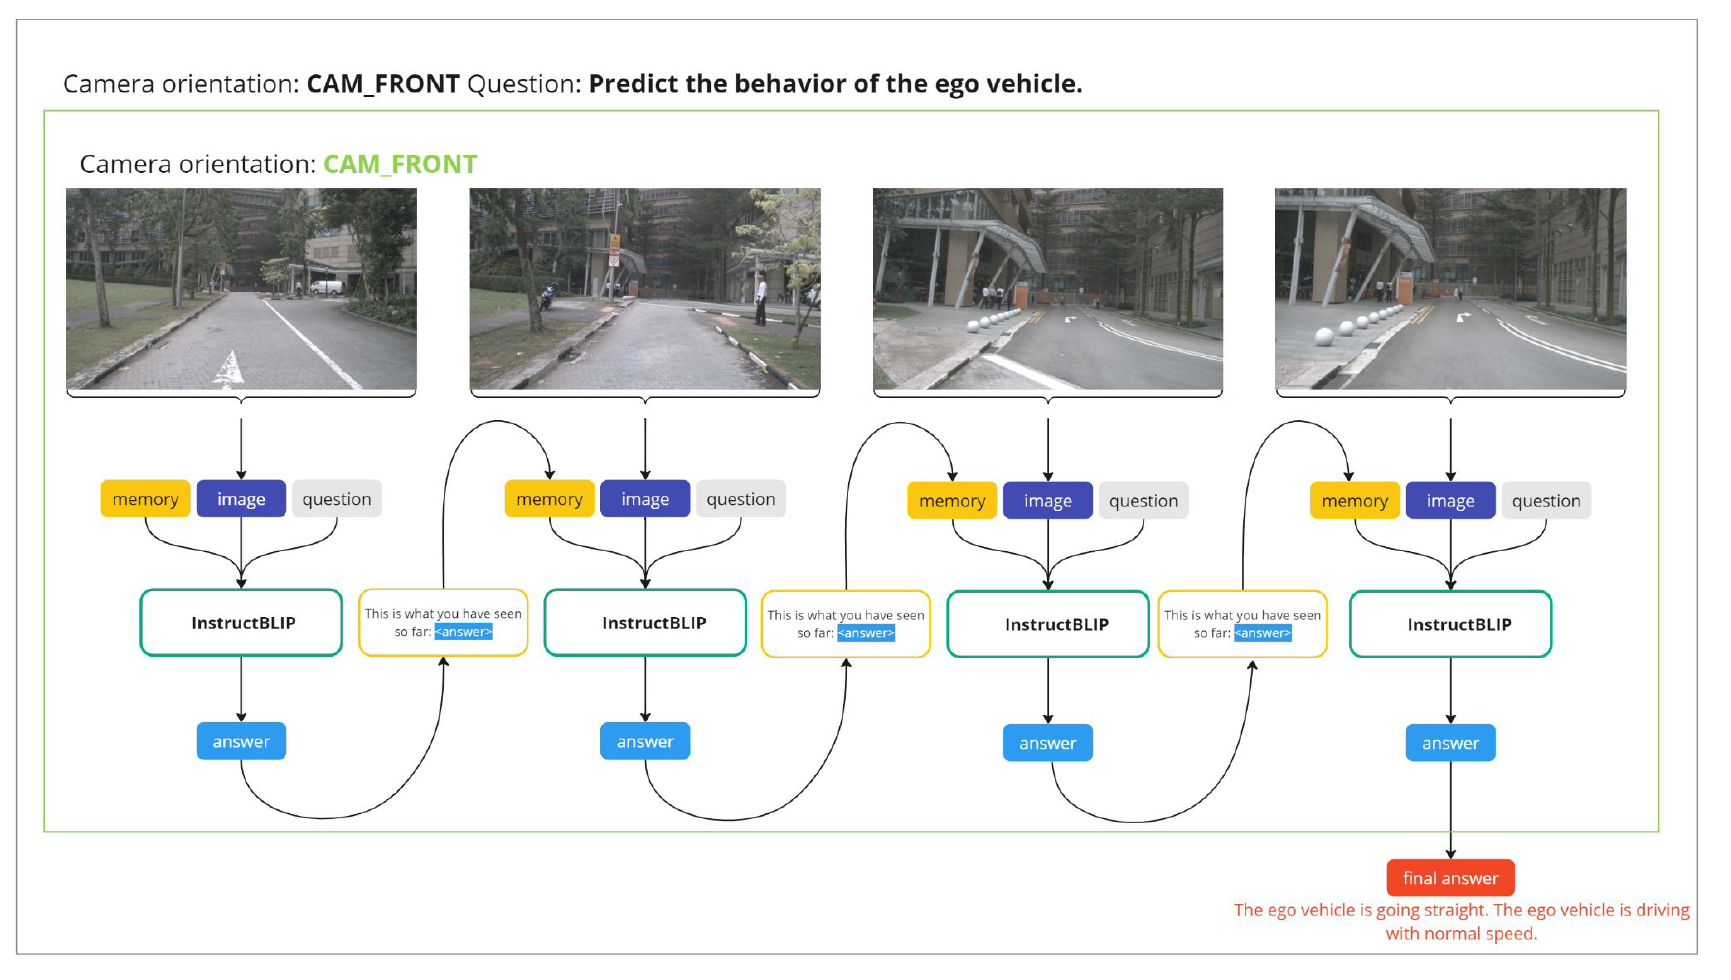 Camera orientation: CAM_FRONT Question: Predict the behavior of the ego vehicle.
Camera orientation: CAM_FRONT
memory
image
question
memory
image
question
memory
image
question
memory
image
question
InstructBLIP
This is what you have seen
so far: <answer>
InstructBLIP
This is what you have seen
so far: <answer>
InstructBLIP
This is what you have seen
so far: <answer>
InstructBLIP
answer
answer
answer
answer
final answer
The ego vehicle is going straight. The ego vehicle is driving
with normal speed.